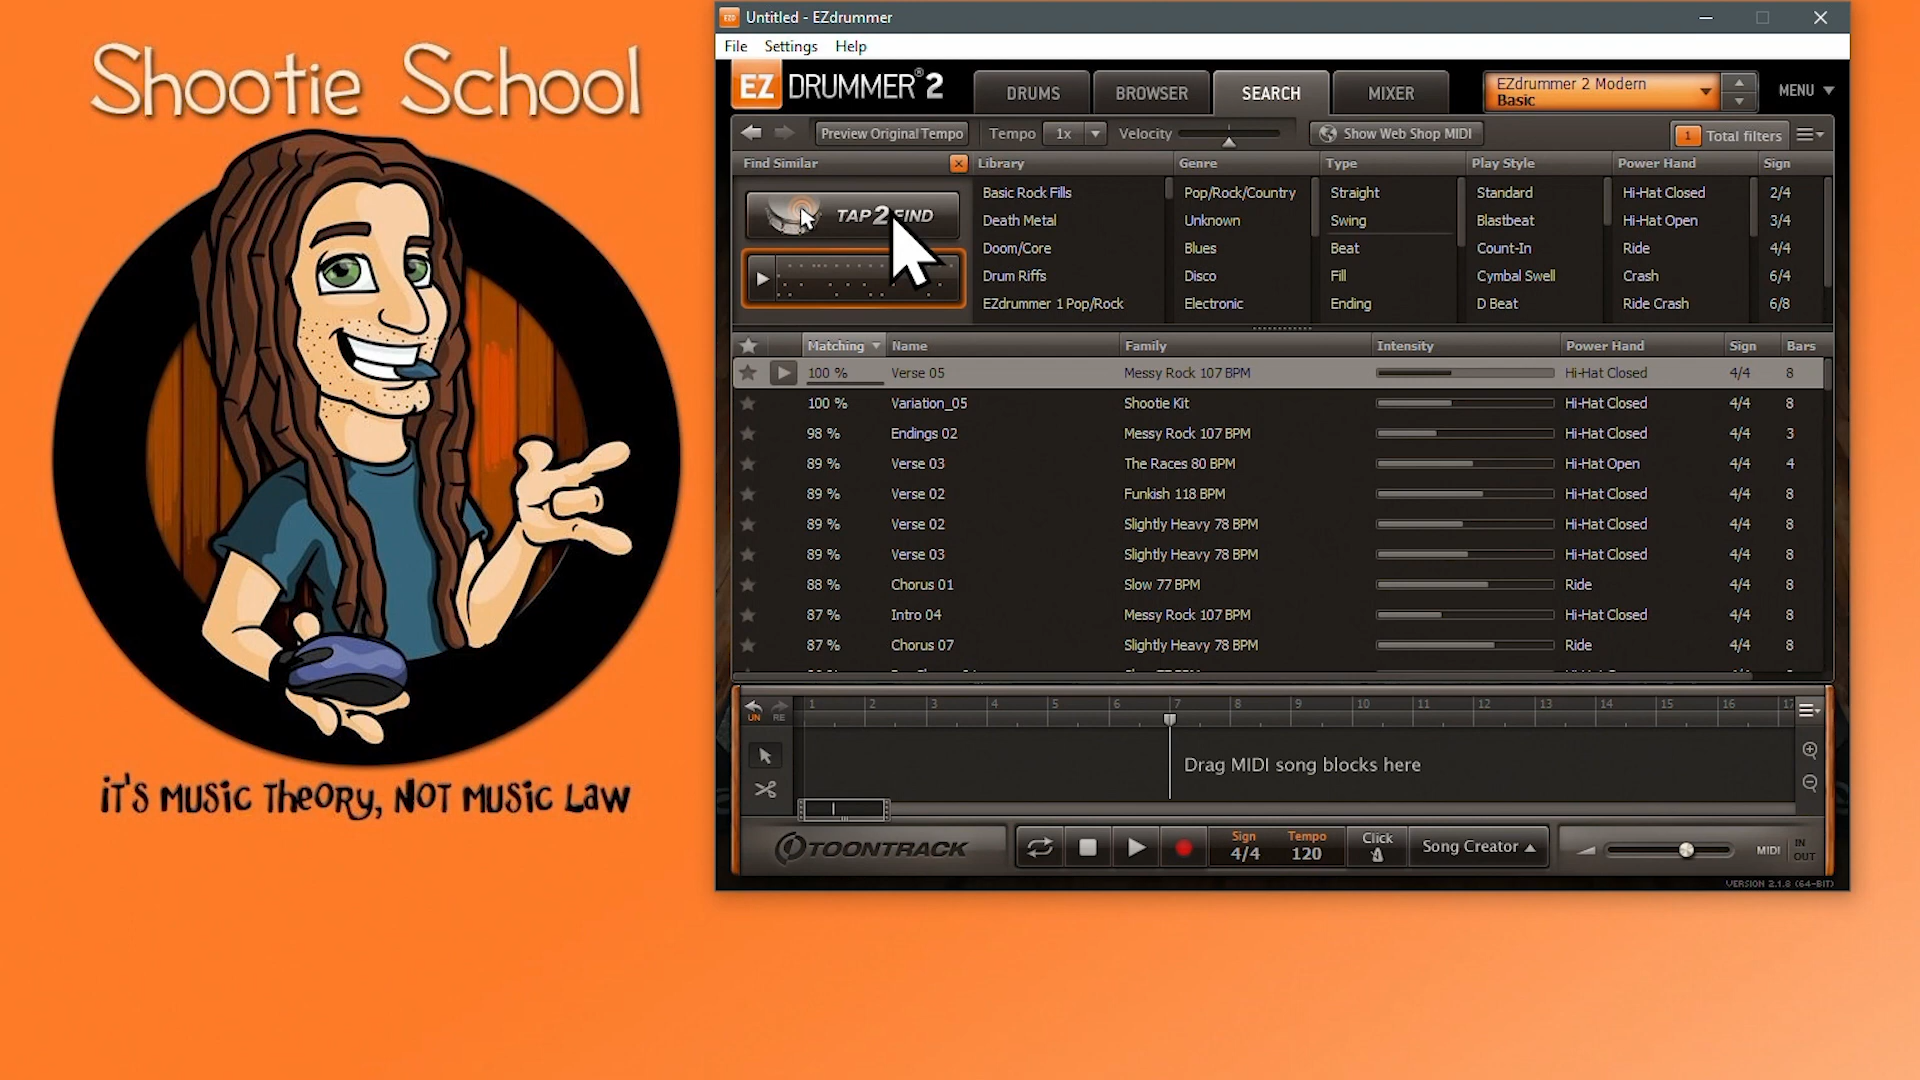 Shootie School
it's music theory, not music law
Untitled - EZdrummer
File Settings Help
EZ DRUMMER® 2
DRUMS BROWSER SEARCH MIXER
EZdrummer 2 Modern
Basic
MENU
Preview Original Tempo Tempo 1x Velocity Show Web Shop MIDI 1 Total filters
Find Similar Library Genre Type Play Style Power Hand Sign
TAP2FIND
Basic Rock Fills Pop/Rock/Country Straight Standard Hi-Hat Closed 2/4
Death Metal Unknown Swing Blastbeat Hi-Hat Open 3/4
Doom/Core Blues Beat Count-In Ride 4/4
Drum Riffs Disco Fill Cymbal Swell Crash 6/4
EZdrummer 1 Pop/Rock Electronic Ending D Beat Ride Crash 6/8
Matching Name Family Intensity Power Hand Sign Bars
100 % Verse 05 Messy Rock 107 BPM Hi-Hat Closed 4/4 8
100 % Variation_05 Shootie Kit Hi-Hat Closed 4/4 8
98 % Endings 02 Messy Rock 107 BPM Hi-Hat Closed 4/4 3
89 % Verse 03 The Races 80 BPM Hi-Hat Open 4/4 4
89 % Verse 02 Funkish 118 BPM Hi-Hat Closed 4/4 8
89 % Verse 02 Slightly Heavy 78 BPM Hi-Hat Closed 4/4 8
89 % Verse 03 Slightly Heavy 78 BPM Hi-Hat Closed 4/4 8
88 % Chorus 01 Slow 77 BPM Ride 4/4 8
87 % Intro 04 Messy Rock 107 BPM Hi-Hat Closed 4/4 8
87 % Chorus 07 Slightly Heavy 78 BPM Ride 4/4 8
UN RE 1 2 3 4 5 6 7 8 9 10 11 12 13 14 15 16 17
Drag MIDI song blocks here
TOONTRACK
Sign Tempo Click
4/4 120
Song Creator
MIDI IN OUT
VERSION 2.1.8 (64-BIT)